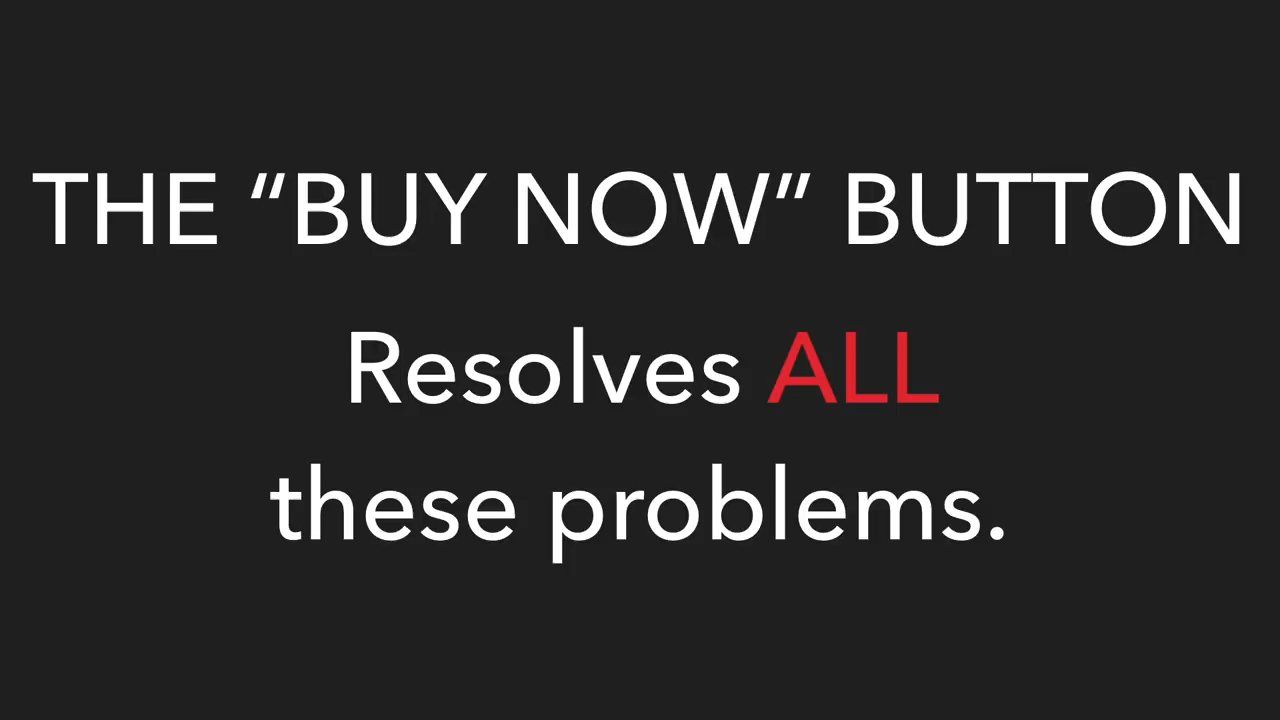 THE “BUY NOW” BUTTON
Resolves ALL
these problems.